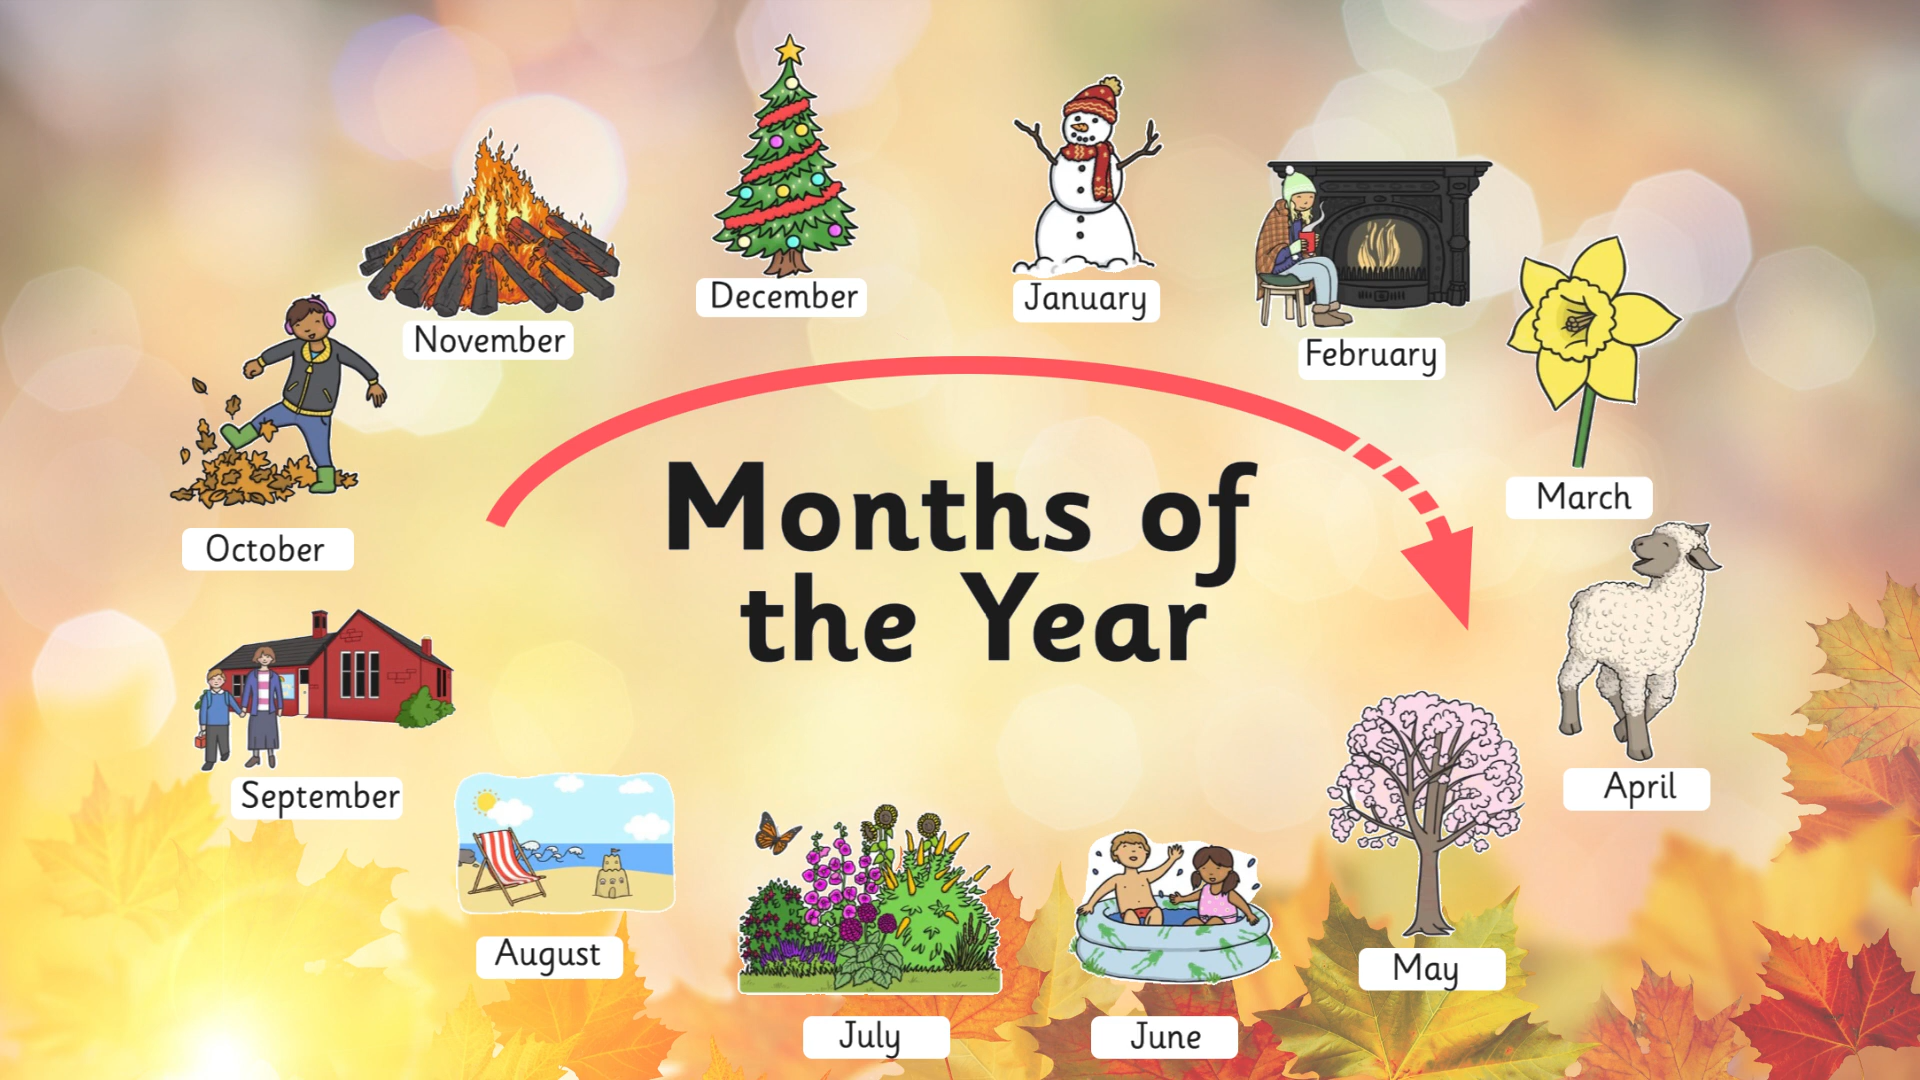 Months of
the Year
January
February
March
April
May
June
July
August
September
October
November
December